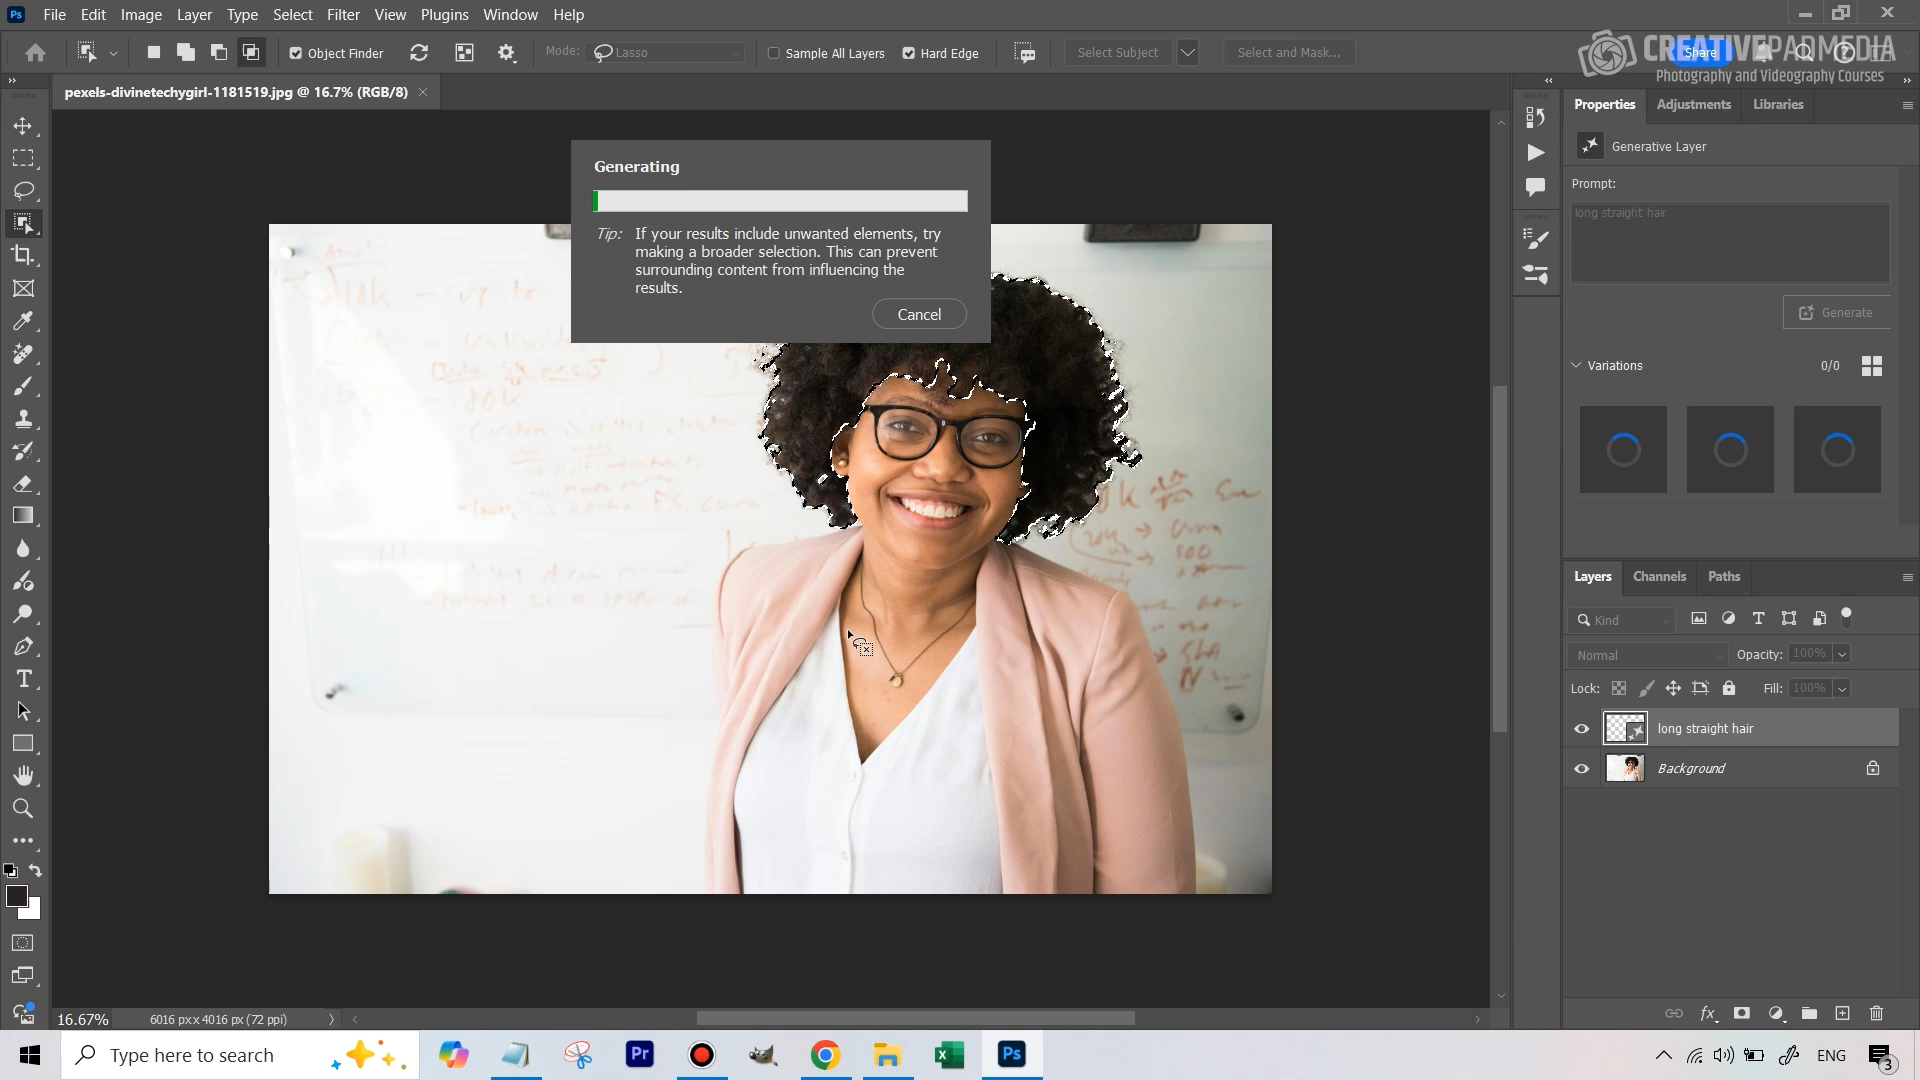 Ps File Edit Image Layer Type Select Filter View Plugins Window Help
Object Finder Mode: Lasso Sample All Layers Hard Edge Select Subject Select and Mask... Share
CREATIVEPADMEDIA
Photography and Videography Courses
pexels-divinetechygirl-1181519.jpg @ 16.7% (RGB/8)
Properties Adjustments Libraries
Generative Layer
Prompt:
long straight hair
Generate
Variations 0/0
Generating
Tip: If your results include unwanted elements, try
making a broader selection. This can prevent
surrounding content from influencing the
results.
Cancel
Layers Channels Paths
Kind
Normal Opacity: 100%
Lock: Fill: 100%
long straight hair
Background
16.67% 6016 px x 4016 px (72 ppi)
Type here to search
Pr
Ps
ENG
3